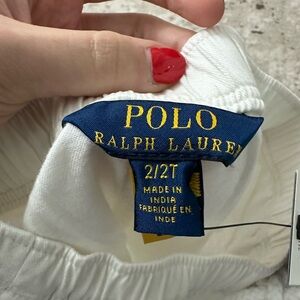 POLO
RALPH LAUREN
2/2T
MADE IN
INDIA
FABRIQUÉ EN
INDE